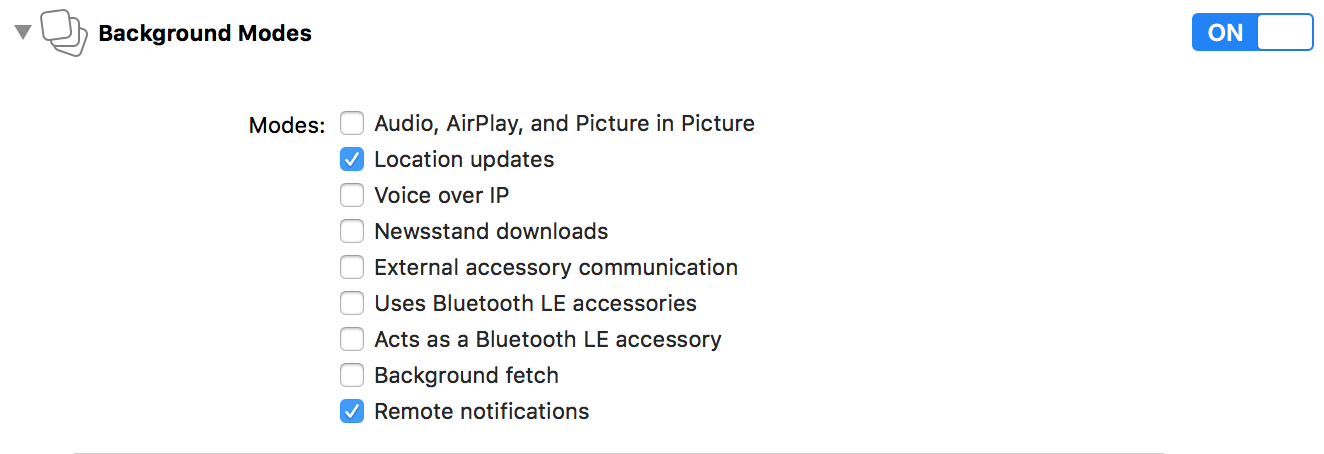 Background Modes
ON
Modes:
Audio, AirPlay, and Picture in Picture
Location updates
Voice over IP
Newsstand downloads
External accessory communication
Uses Bluetooth LE accessories
Acts as a Bluetooth LE accessory
Background fetch
Remote notifications